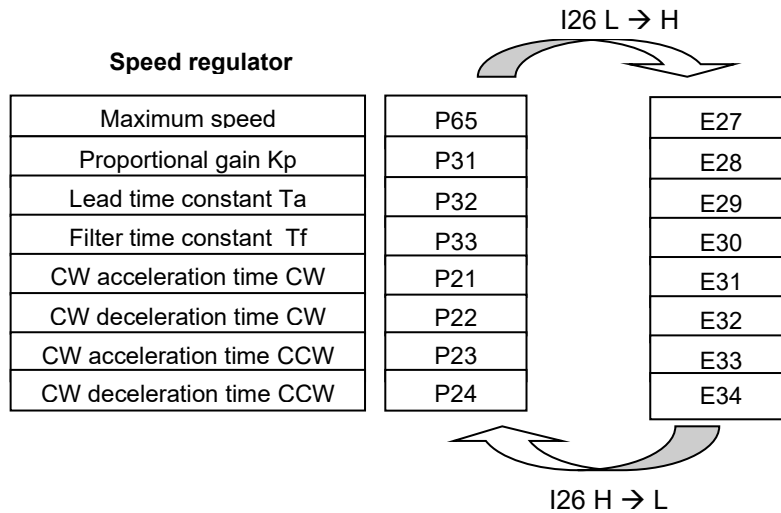 I26 L → H
Speed regulator
Maximum speed P65 E27
Proportional gain Kp P31 E28
Lead time constant Ta P32 E29
Filter time constant Tf P33 E30
CW acceleration time CW P21 E31
CW deceleration time CW P22 E32
CW acceleration time CCW P23 E33
CW deceleration time CCW P24 E34
I26 H → L